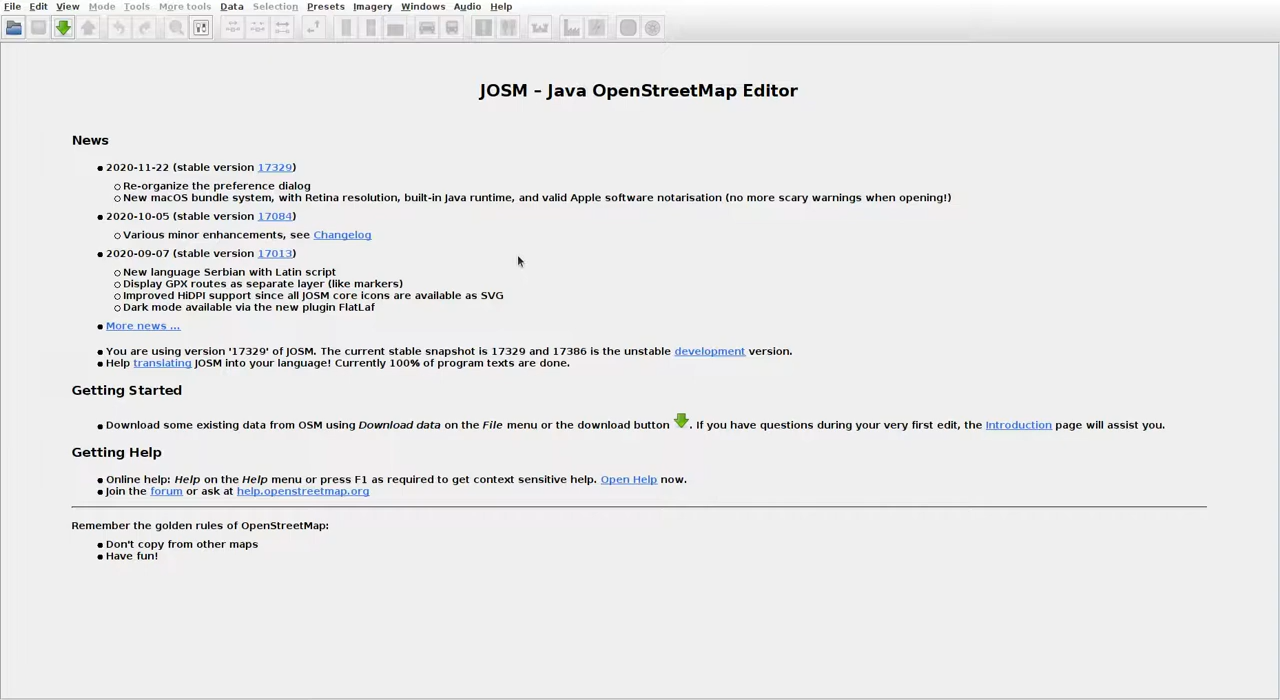 File Edit View Mode Tools More tools Data Selection Presets Imagery Windows Audio Help
JOSM – Java OpenStreetMap Editor
News
2020-11-22 (stable version 17329)
Re-organize the preference dialog
New macOS bundle system, with Retina resolution, built-in Java runtime, and valid Apple software notarisation (no more scary warnings when opening!)
2020-10-05 (stable version 17084)
Various minor enhancements, see Changelog
2020-09-07 (stable version 17013)
New language Serbian with Latin script
Display GPX routes as separate layer (like markers)
Improved HiDPI support since all JOSM core icons are available as SVG
Dark mode available via the new plugin FlatLaf
More news ...
You are using version '17329' of JOSM. The current stable snapshot is 17329 and 17386 is the unstable development version.
Help translating JOSM into your language! Currently 100% of program texts are done.
Getting Started
Download some existing data from OSM using Download data on the File menu or the download button . If you have questions during your very first edit, the Introduction page will assist you.
Getting Help
Online help: Help on the Help menu or press F1 as required to get context sensitive help. Open Help now.
Join the forum or ask at help.openstreetmap.org
Remember the golden rules of OpenStreetMap:
Don't copy from other maps
Have fun!